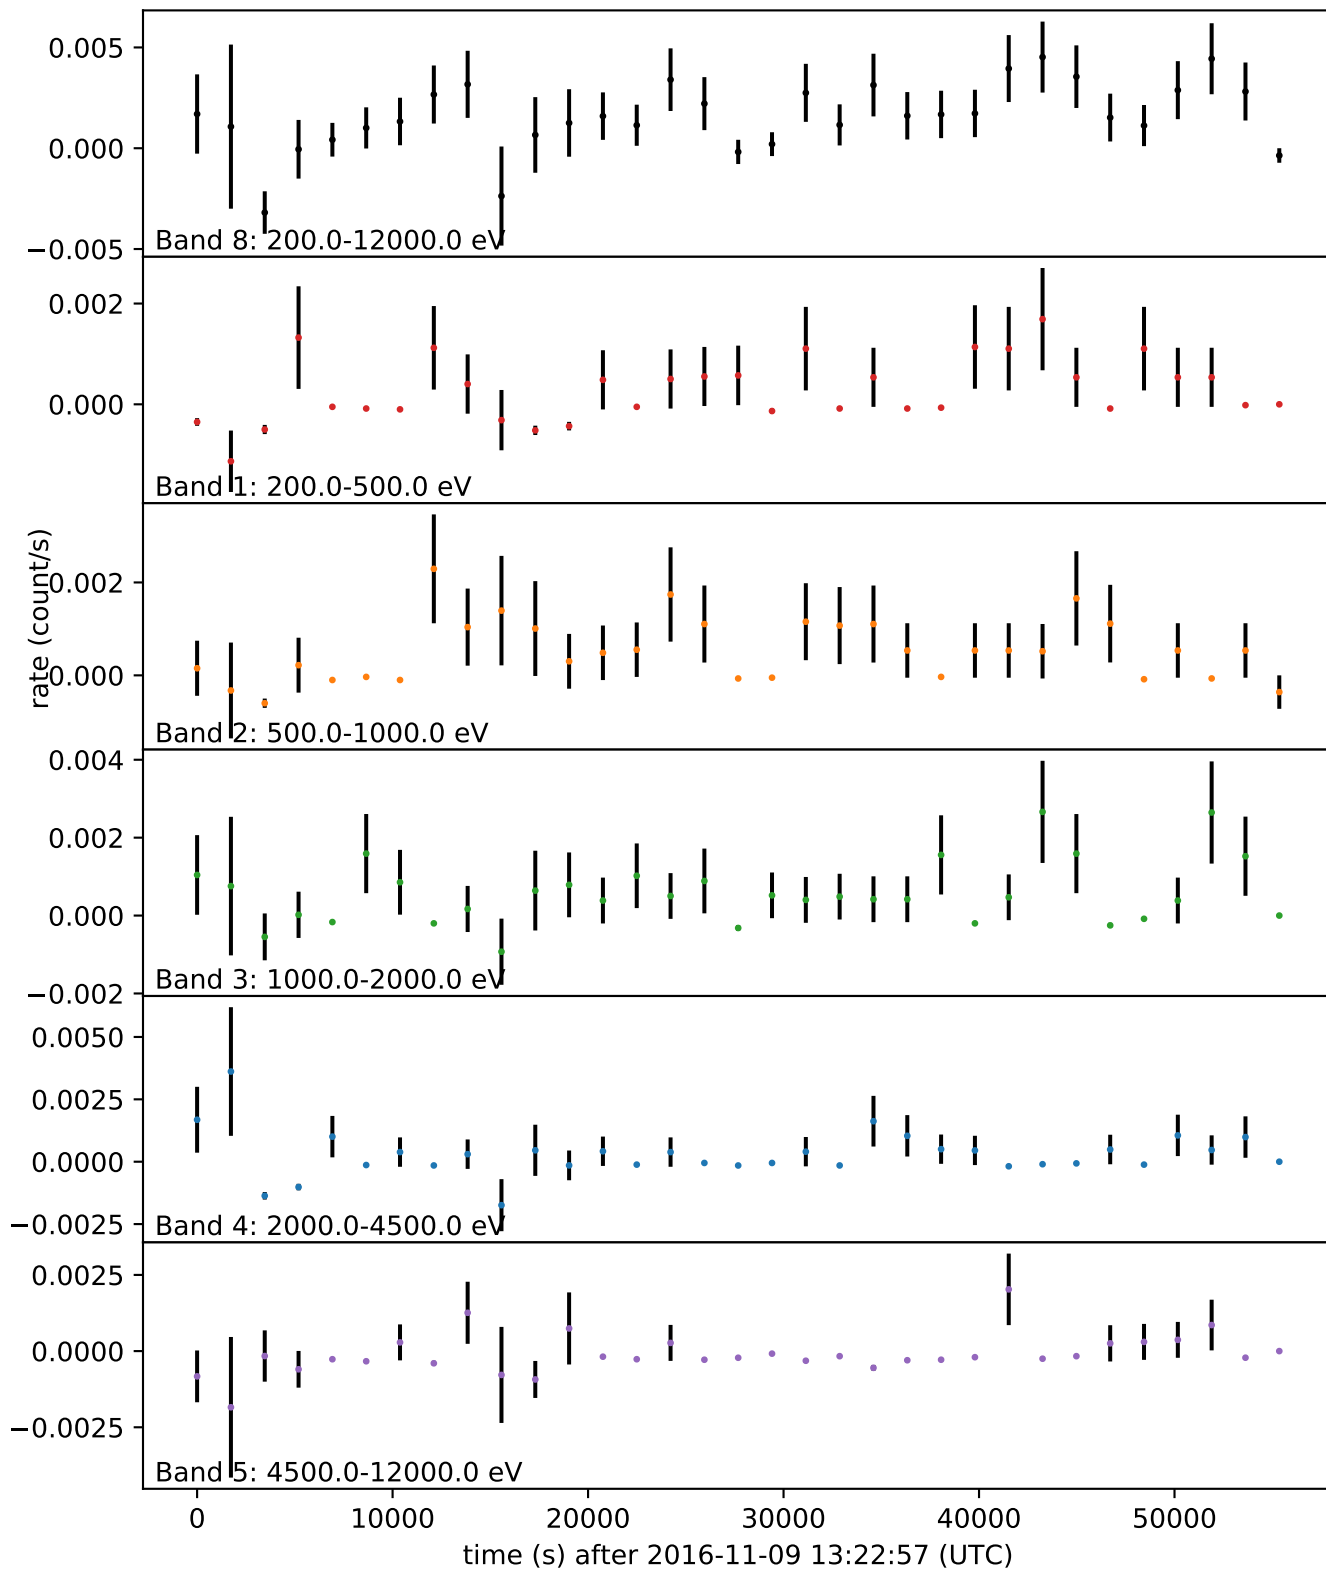 0.005
0.000
−0.005
Band 8: 200.0-12000.0 eV
0.002
0.000
Band 1: 200.0-500.0 eV
rate (count/s)
0.002
0.000
Band 2: 500.0-1000.0 eV
0.004
0.002
0.000
−0.002
Band 3: 1000.0-2000.0 eV
0.0050
0.0025
0.0000
−0.0025
Band 4: 2000.0-4500.0 eV
0.0025
0.0000
−0.0025
Band 5: 4500.0-12000.0 eV
0 10000 20000 30000 40000 50000
time (s) after 2016-11-09 13:22:57 (UTC)